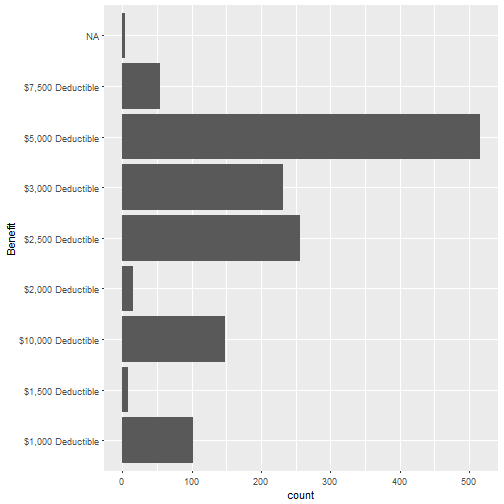 NA
$7,500 Deductible
$5,000 Deductible
$3,000 Deductible
$2,500 Deductible
$2,000 Deductible
$10,000 Deductible
$1,500 Deductible
$1,000 Deductible
Benefit
0 100 200 300 400 500
count